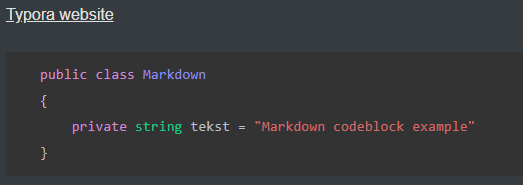 Typora website
public class Markdown
{
    private string tekst = "Markdown codeblock example"
}